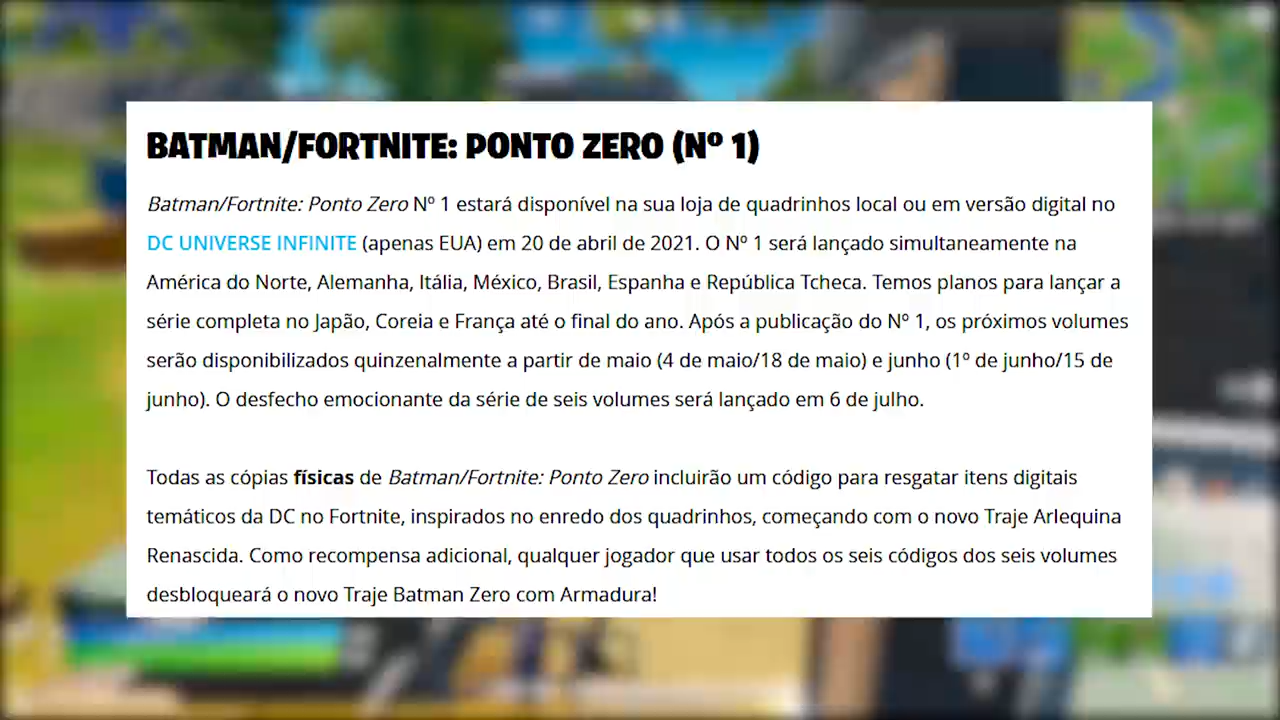 BATMAN/FORTNITE: PONTO ZERO (Nº 1)
Batman/Fortnite: Ponto Zero Nº 1 estará disponível na sua loja de quadrinhos local ou em versão digital no
DC UNIVERSE INFINITE (apenas EUA) em 20 de abril de 2021. O Nº 1 será lançado simultaneamente na
América do Norte, Alemanha, Itália, México, Brasil, Espanha e República Tcheca. Temos planos para lançar a
série completa no Japão, Coreia e França até o final do ano. Após a publicação do Nº 1, os próximos volumes
serão disponibilizados quinzenalmente a partir de maio (4 de maio/18 de maio) e junho (1º de junho/15 de
junho). O desfecho emocionante da série de seis volumes será lançado em 6 de julho.
Todas as cópias físicas de Batman/Fortnite: Ponto Zero incluirão um código para resgatar itens digitais
temáticos da DC no Fortnite, inspirados no enredo dos quadrinhos, começando com o novo Traje Arlequina
Renascida. Como recompensa adicional, qualquer jogador que usar todos os seis códigos dos seis volumes
desbloqueará o novo Traje Batman Zero com Armadura!